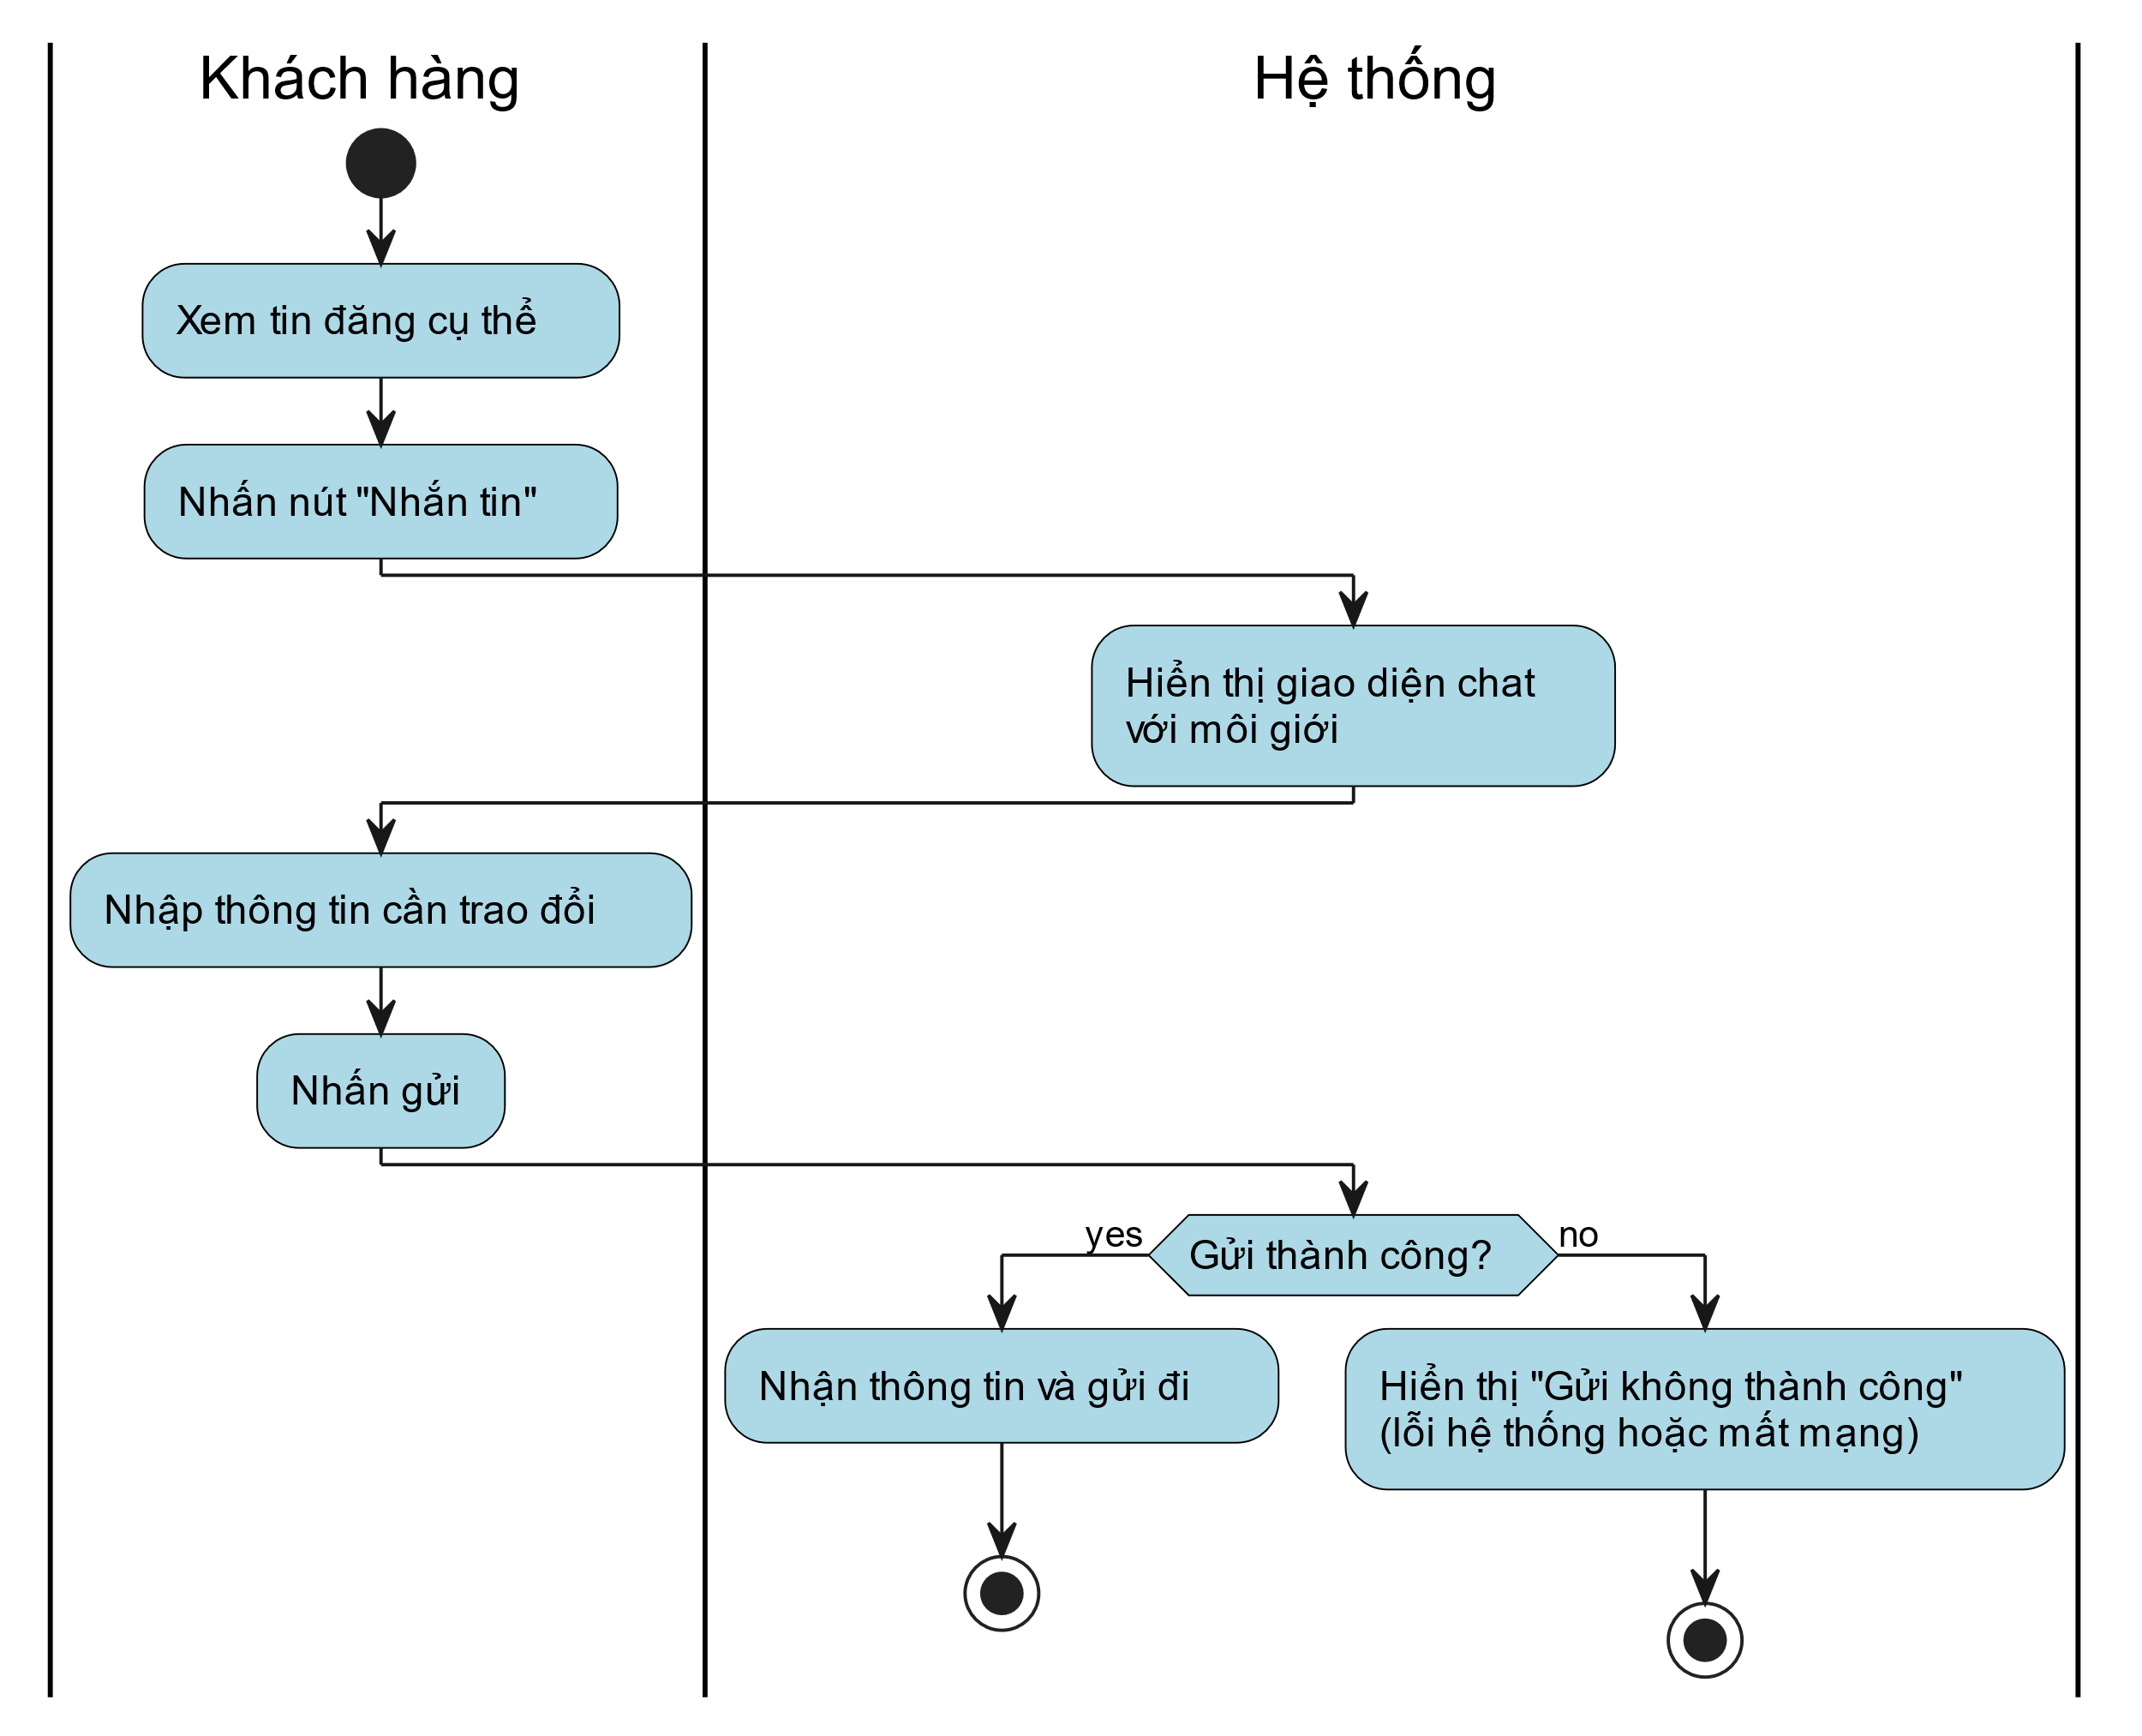 Khách hàng
Hệ thống
Xem tin đăng cụ thể
Nhấn nút "Nhắn tin"
Hiển thị giao diện chat
với môi giới
Nhập thông tin cần trao đổi
Nhấn gửi
yes
Gửi thành công?
no
Nhận thông tin và gửi đi
Hiển thị "Gửi không thành công"
(lỗi hệ thống hoặc mất mạng)